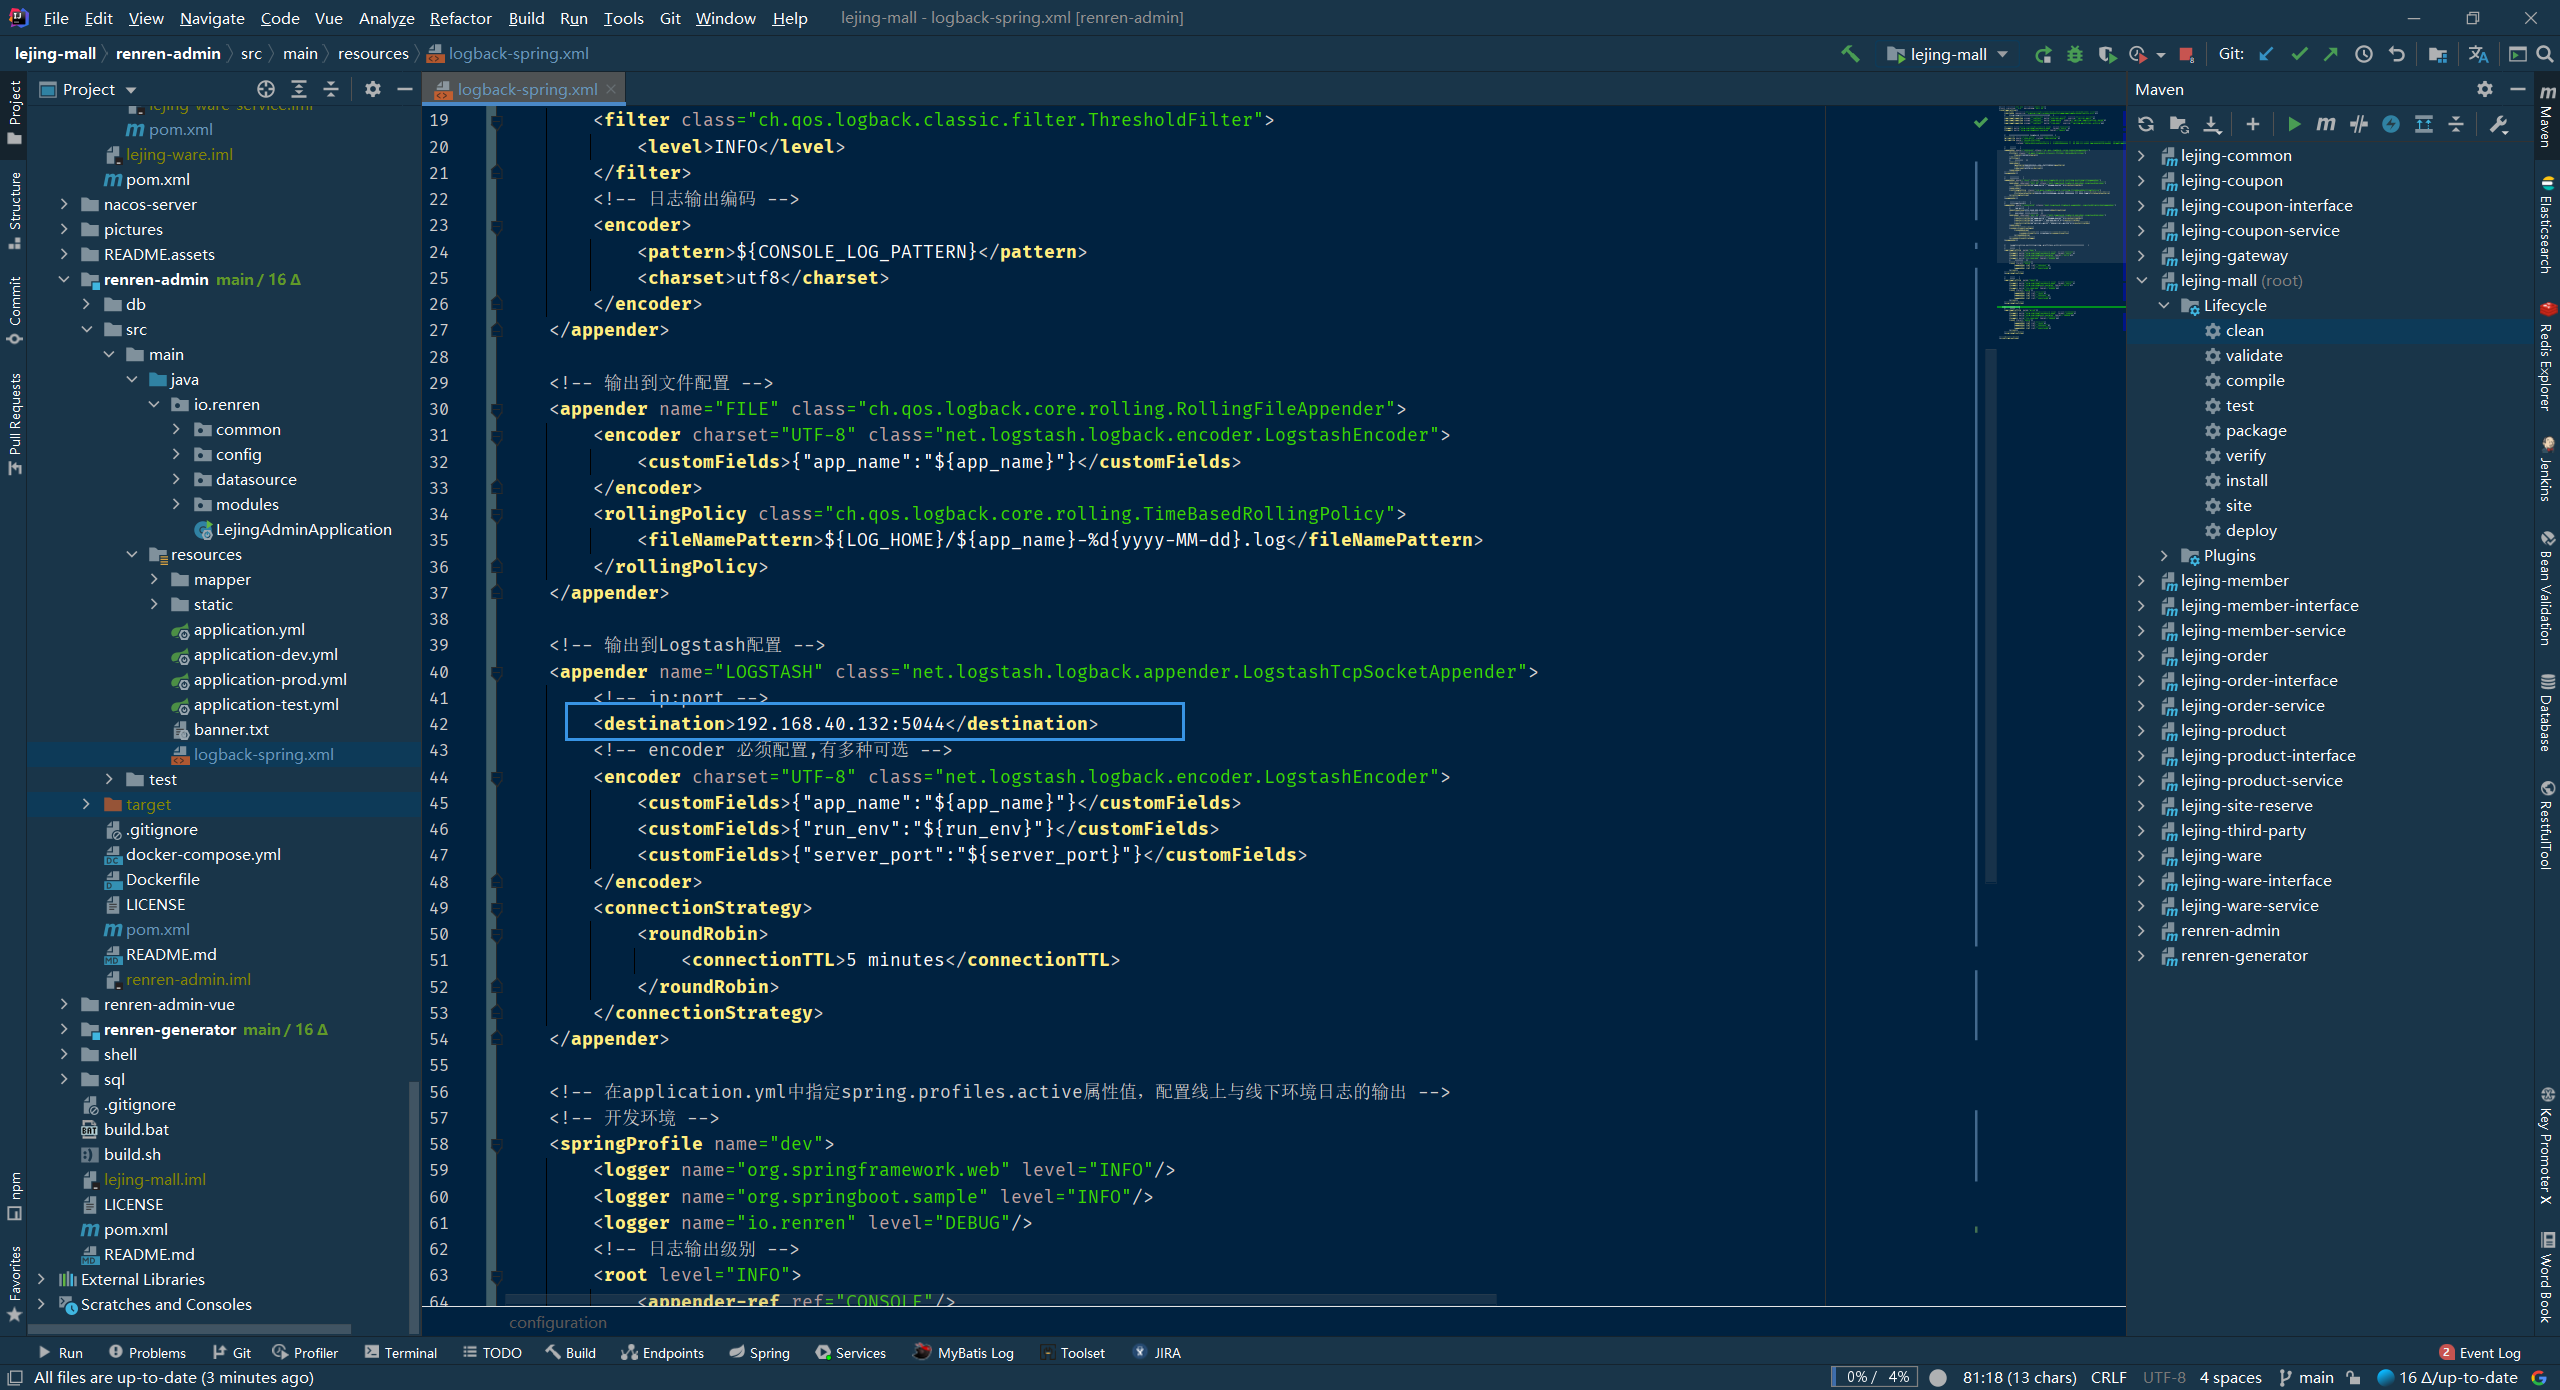 File Edit View Navigate Code Vue Analyze Refactor Build Run Tools Git Window Help lejing-mall - logback-spring.xml [renren-admin]
lejing-mall renren-admin src main resources logback-spring.xml lejing-mall Git:
Project
lejing-ware-service.iml
pom.xml
lejing-ware.iml
pom.xml
nacos-server
pictures
README.assets
renren-admin main / 16 Δ
db
src
main
java
io.renren
common
config
datasource
modules
LejingAdminApplication
resources
mapper
static
application.yml
application-dev.yml
application-prod.yml
application-test.yml
banner.txt
logback-spring.xml
test
target
.gitignore
docker-compose.yml
Dockerfile
LICENSE
pom.xml
README.md
renren-admin.iml
renren-admin-vue
renren-generator main / 16 Δ
shell
sql
.gitignore
build.bat
build.sh
lejing-mall.iml
LICENSE
pom.xml
README.md
External Libraries
Scratches and Consoles
Project
Structure
Commit
Pull Requests
npm
Favorites
logback-spring.xml
19 <filter class="ch.qos.logback.classic.filter.ThresholdFilter">
20 <level>INFO</level>
21 </filter>
22 <!-- 日志输出编码 -->
23 <encoder>
24 <pattern>${CONSOLE_LOG_PATTERN}</pattern>
25 <charset>utf8</charset>
26 </encoder>
27 </appender>
28
29 <!-- 输出到文件配置 -->
30 <appender name="FILE" class="ch.qos.logback.core.rolling.RollingFileAppender">
31 <encoder charset="UTF-8" class="net.logstash.logback.encoder.LogstashEncoder">
32 <customFields>{"app_name":"${app_name}"}</customFields>
33 </encoder>
34 <rollingPolicy class="ch.qos.logback.core.rolling.TimeBasedRollingPolicy">
35 <fileNamePattern>${LOG_HOME}/${app_name}-%d{yyyy-MM-dd}.log</fileNamePattern>
36 </rollingPolicy>
37 </appender>
38
39 <!-- 输出到Logstash配置 -->
40 <appender name="LOGSTASH" class="net.logstash.logback.appender.LogstashTcpSocketAppender">
41 <!-- ip:port -->
42 <destination>192.168.40.132:5044</destination>
43 <!-- encoder 必须配置,有多种可选 -->
44 <encoder charset="UTF-8" class="net.logstash.logback.encoder.LogstashEncoder">
45 <customFields>{"app_name":"${app_name}"}</customFields>
46 <customFields>{"run_env":"${run_env}"}</customFields>
47 <customFields>{"server_port":"${server_port}"}</customFields>
48 </encoder>
49 <connectionStrategy>
50 <roundRobin>
51 <connectionTTL>5 minutes</connectionTTL>
52 </roundRobin>
53 </connectionStrategy>
54 </appender>
55
56 <!-- 在application.yml中指定spring.profiles.active属性值，配置线上与线下环境日志的输出 -->
57 <!-- 开发环境 -->
58 <springProfile name="dev">
59 <logger name="org.springframework.web" level="INFO"/>
60 <logger name="org.springboot.sample" level="INFO"/>
61 <logger name="io.renren" level="DEBUG"/>
62 <!-- 日志输出级别 -->
63 <root level="INFO">
64 <appender-ref ref="CONSOLE"/>
configuration
Maven
lejing-common
lejing-coupon
lejing-coupon-interface
lejing-coupon-service
lejing-gateway
lejing-mall (root)
Lifecycle
clean
validate
compile
test
package
verify
install
site
deploy
Plugins
lejing-member
lejing-member-interface
lejing-member-service
lejing-order
lejing-order-interface
lejing-order-service
lejing-product
lejing-product-interface
lejing-product-service
lejing-site-reserve
lejing-third-party
lejing-ware
lejing-ware-interface
lejing-ware-service
renren-admin
renren-generator
Maven
Elasticsearch
Redis Explorer
Jenkins
Bean Validation
Database
RestfulTool
Key Promoter X
Word Book
Run Problems Git Profiler Terminal TODO Build Endpoints Spring Services MyBatis Log Toolset JIRA 2 Event Log
All files are up-to-date (3 minutes ago) 0% / 4% 81:18 (13 chars) CRLF UTF-8 4 spaces main 16 Δ/up-to-date